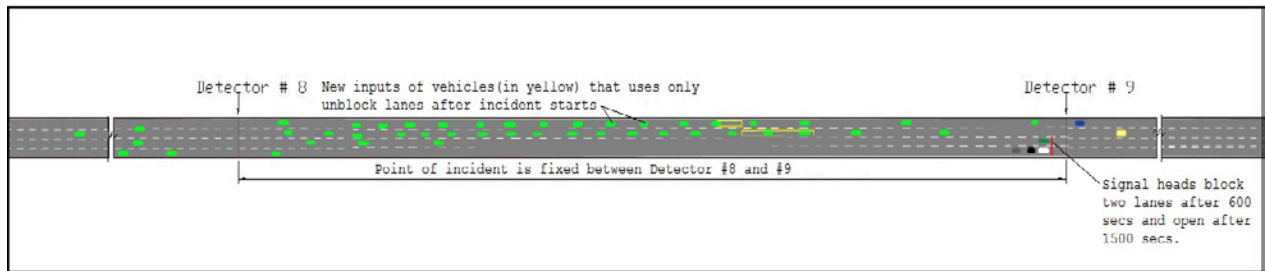 Detector # 8
New inputs of vehicles(in yellow) that uses only
unblock lanes after incident starts
Detector # 9
Point of incident is fixed between Detector #8 and #9
Signal heads block
two lanes after 600
secs and open after
1500 secs.